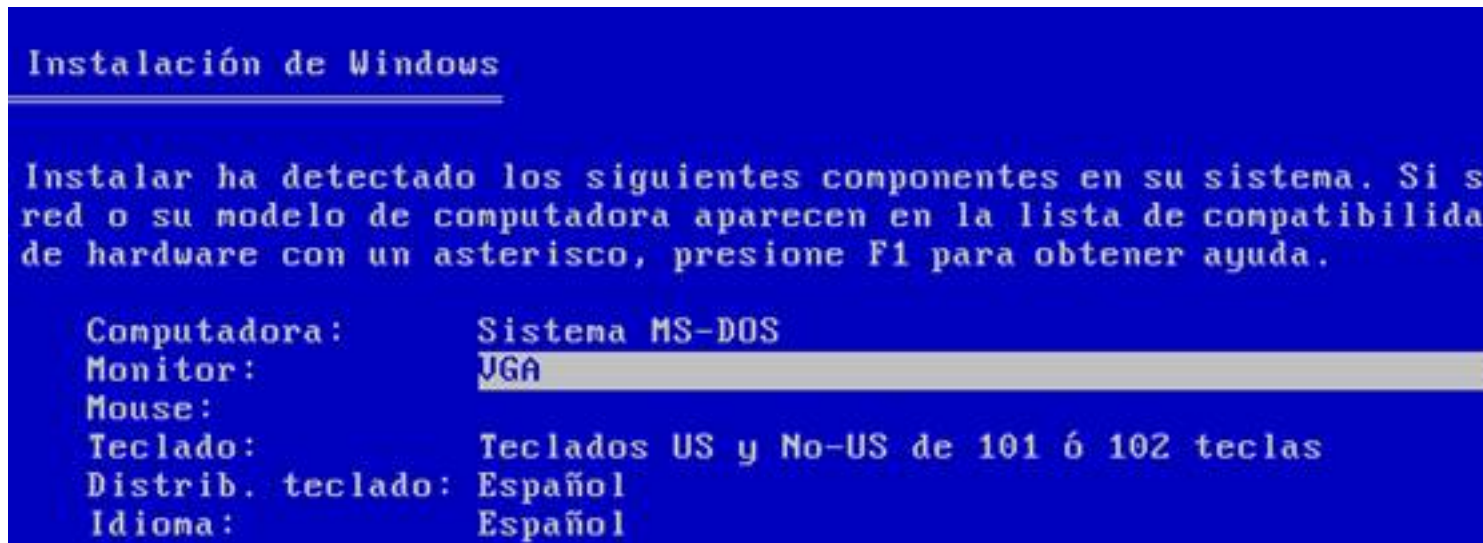 Instalación de Windows
Instalar ha detectado los siguientes componentes en su sistema. Si s
red o su modelo de computadora aparecen en la lista de compatibilida
de hardware con un asterisco, presione F1 para obtener ayuda.
Computadora: Sistema MS-DOS
Monitor: VGA
Mouse:
Teclado: Teclados US y No-US de 101 ó 102 teclas
Distrib. teclado: Español
Idioma: Español